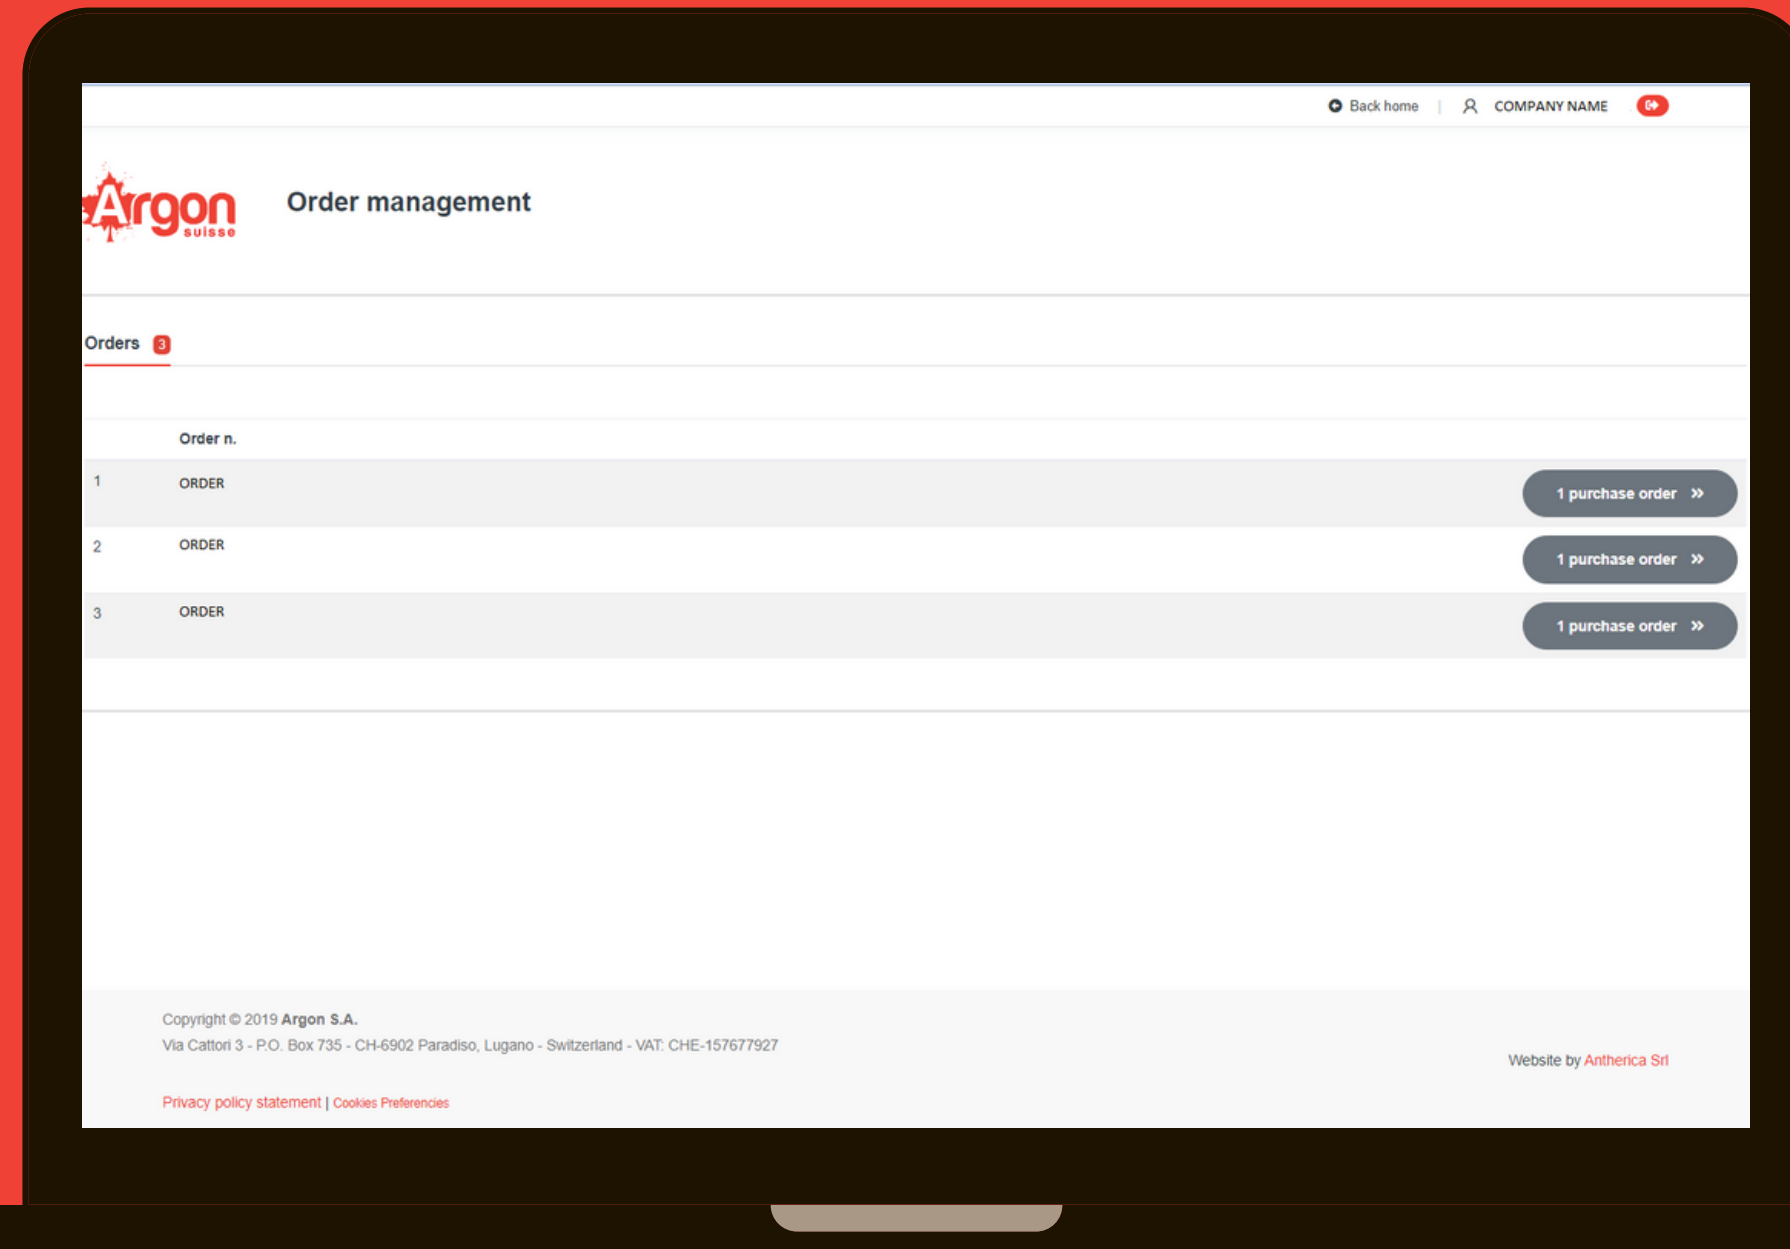 Back home | COMPANY NAME
Argon
suisse
Order management
Orders 3
Order n.
1 ORDER 1 purchase order »
2 ORDER 1 purchase order »
3 ORDER 1 purchase order »
Copyright © 2019 Argon S.A.
Via Cattori 3 - P.O. Box 735 - CH-6902 Paradiso, Lugano - Switzerland - VAT: CHE-157677927
Website by Antherica Srl
Privacy policy statement | Cookies Preferencies